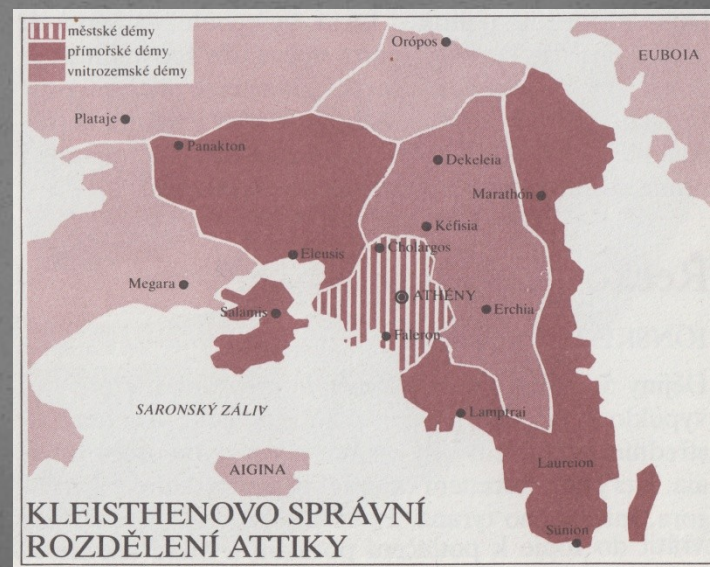 městské démy
přímořské démy
vnitrozemské démy
Orópos
EUBOIA
Plataje
Panakton
Dekeleia
Marathón
Kéfisia
Cholargos
Eleusis
Megara
ATHÉNY
Salamis
Erchia
Faleron
SARONSKÝ ZÁLIV
Lamptrai
AIGINA
Laureion
KLEISTHENOVO SPRÁVNÍ
ROZDĚLENÍ ATTIKY
Súnion